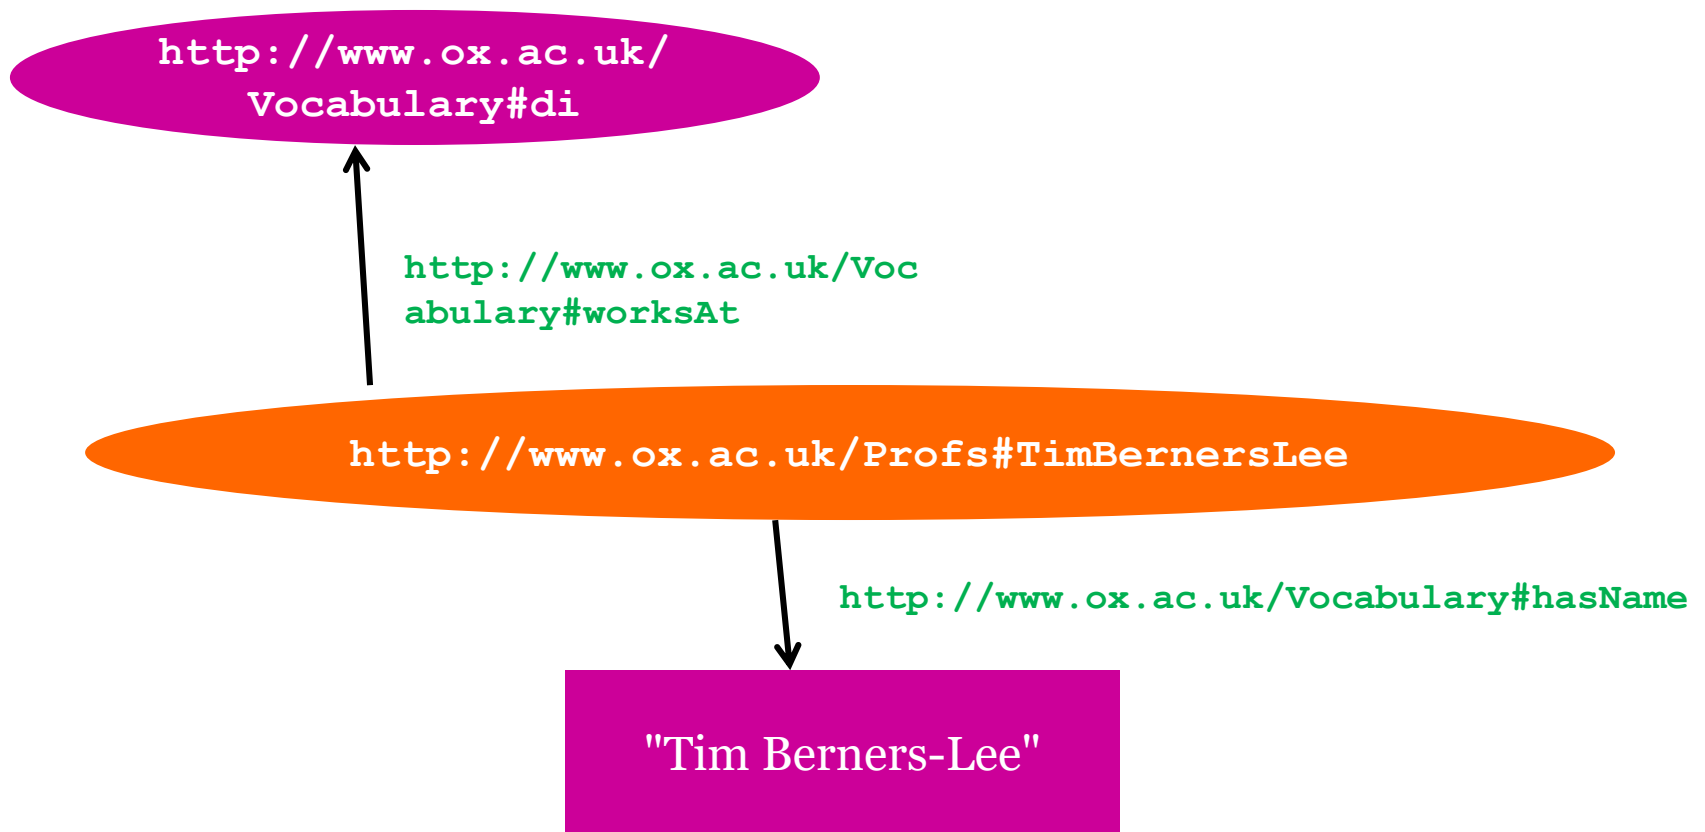 http://www.ox.ac.uk/
Vocabulary#di
http://www.ox.ac.uk/Voc
abulary#worksAt
http://www.ox.ac.uk/Profs#TimBernersLee
http://www.ox.ac.uk/Vocabulary#hasName
"Tim Berners-Lee"